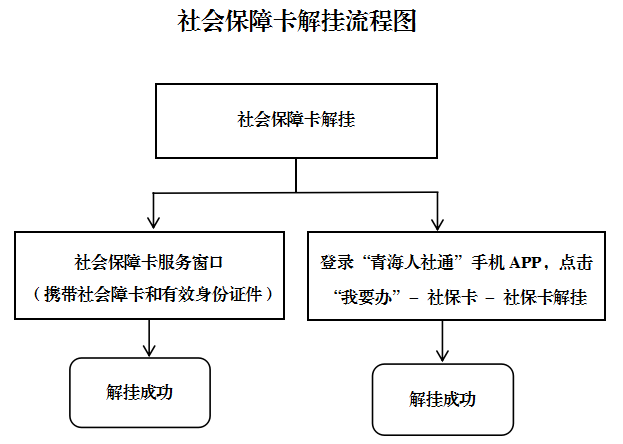 社会保障卡解挂流程图
社会保障卡解挂
社会保障卡服务窗口
（携带社会障卡和有效身份证件）
登录“青海人社通”手机 APP，点击
“我要办”– 社保卡 – 社保卡解挂
解挂成功
解挂成功